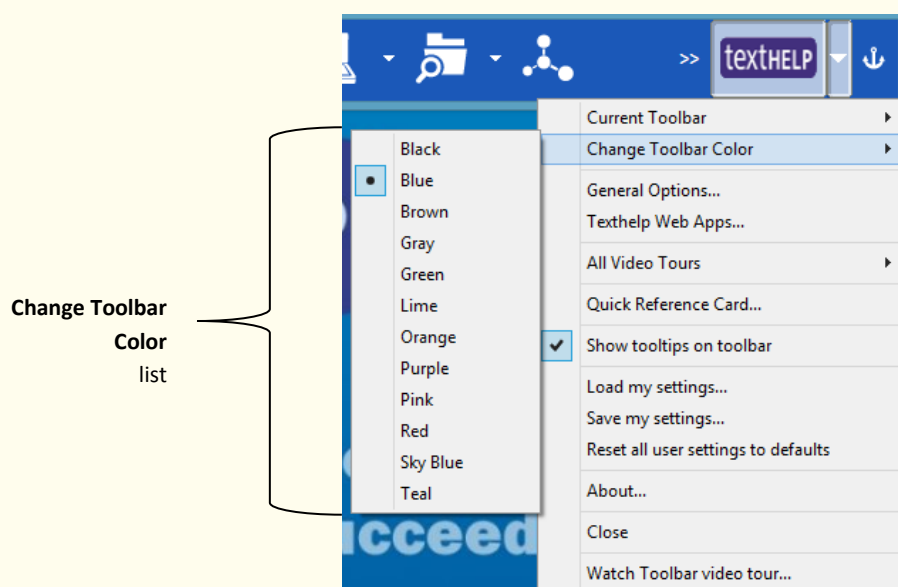 >>
textHELP
Current Toolbar
Change Toolbar Color
General Options...
Texthelp Web Apps...
All Video Tours
Quick Reference Card...
Show tooltips on toolbar
Load my settings...
Save my settings...
Reset all user settings to defaults
About...
Close
Watch Toolbar video tour...
Black
Blue
Brown
Gray
Green
Lime
Orange
Purple
Pink
Red
Sky Blue
Teal
Change Toolbar
Color
list
cceed